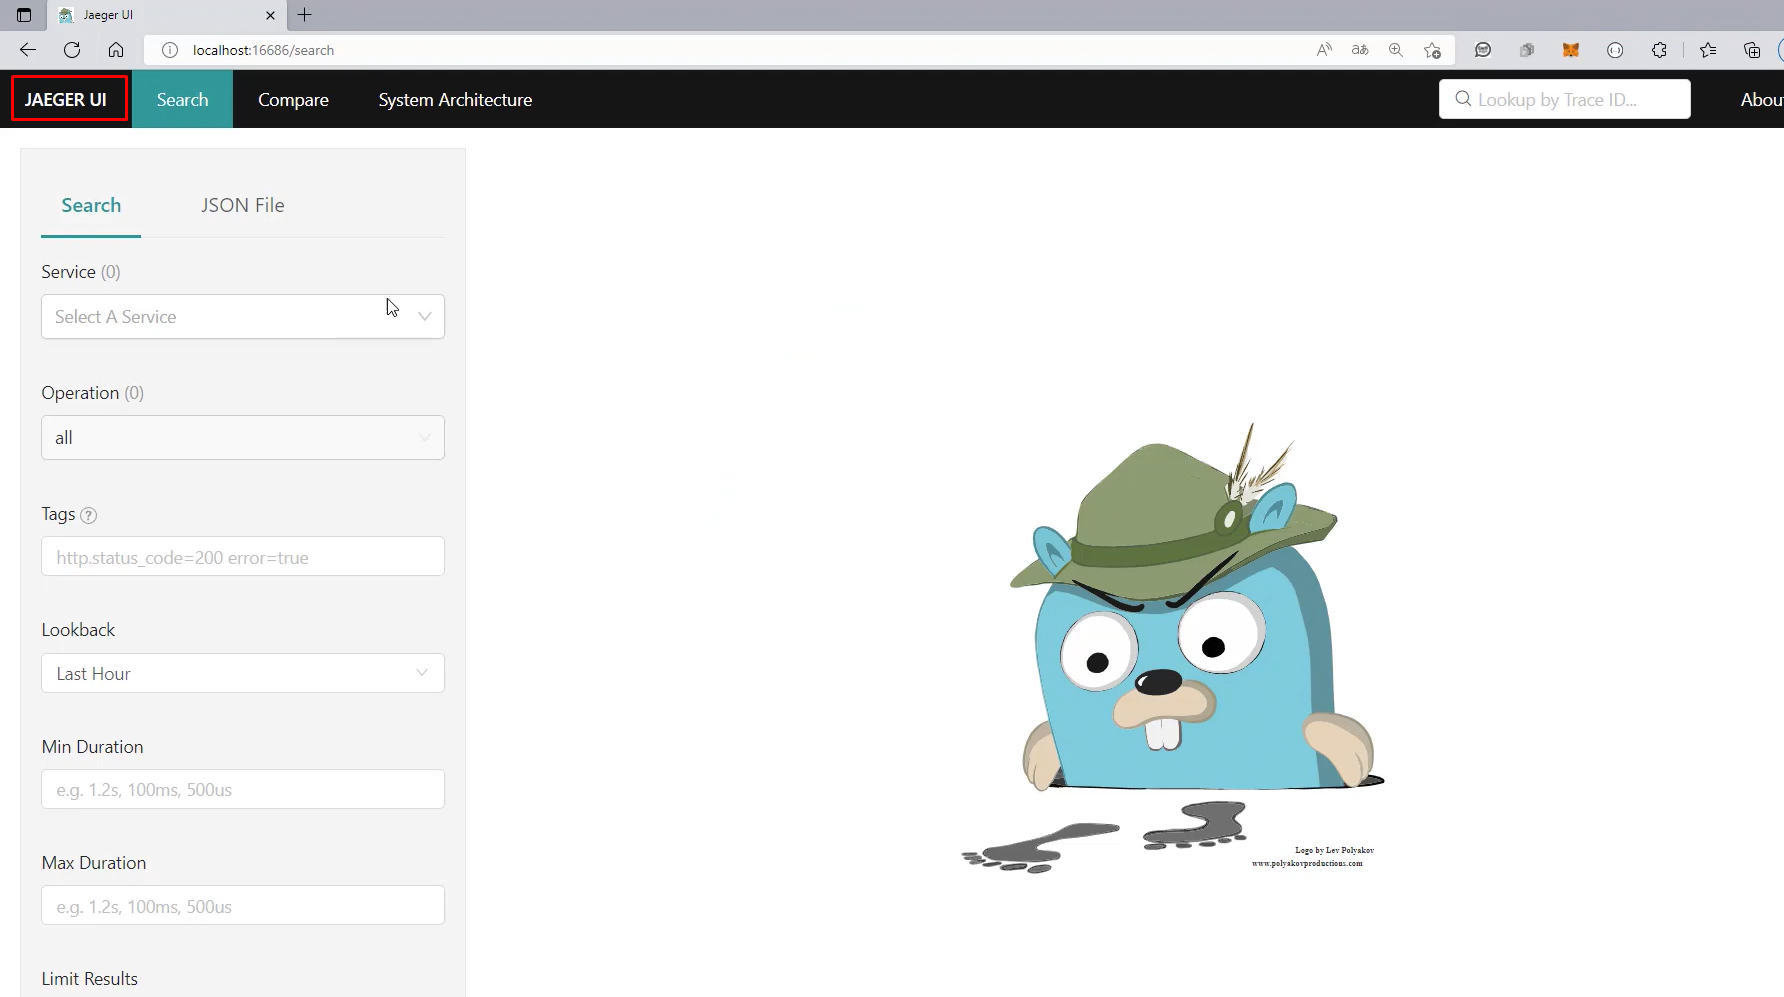 Jaeger UI
localhost:16686/search
JAEGER UI Search Compare System Architecture Lookup by Trace ID... Abou
Search JSON File
Service (0)
Select A Service
Operation (0)
all
Tags ?
http.status_code=200 error=true
Lookback
Last Hour
Min Duration
e.g. 1.2s, 100ms, 500us
Max Duration
e.g. 1.2s, 100ms, 500us
Limit Results
Logo by Lev Polyakov
www.polyakovproductions.com